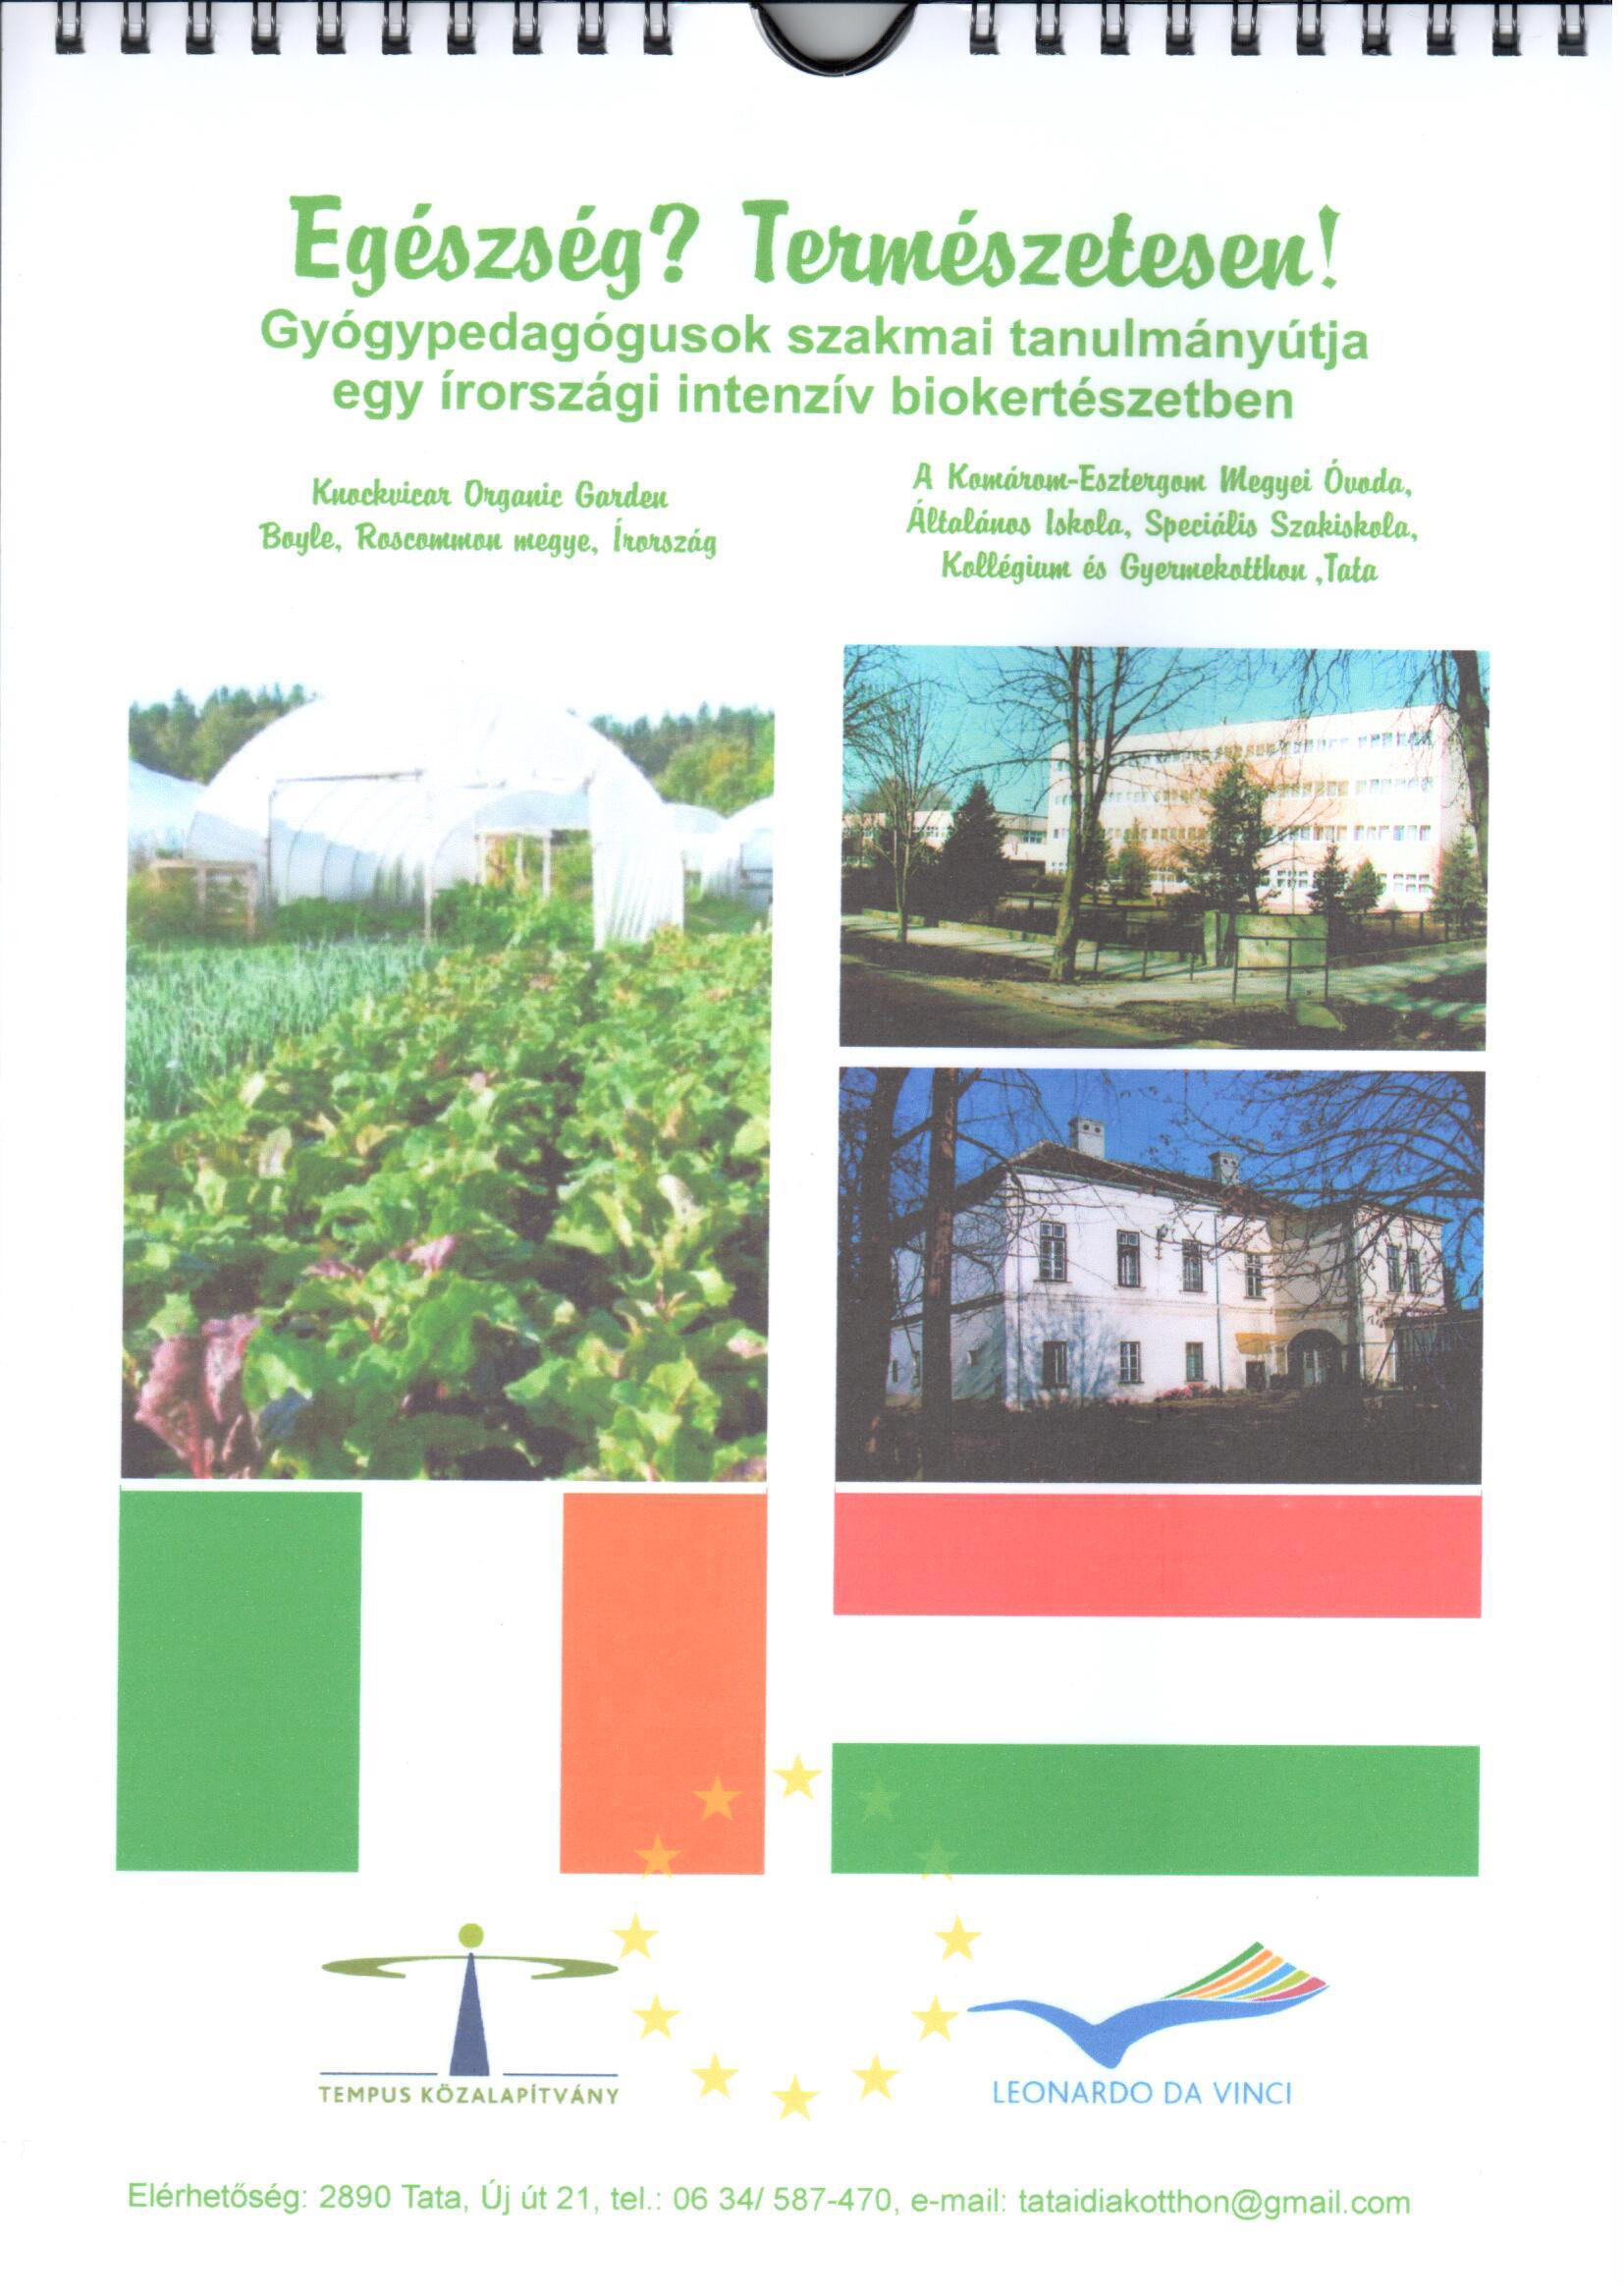 Egészség? Természetesen!
Gyógypedagógusok szakmai tanulmányútja
egy írországi intenzív biokertészetben
Knockvicar Organic Garden
Boyle, Roscommon megye, Írország
A Komárom-Esztergom Megyei Óvoda,
Általános Iskola, Speciális Szakiskola,
Kollégium és Gyermekotthon ,Tata
TEMPUS KÖZALAPÍTVÁNY
LEONARDO DA VINCI
Elérhetőség: 2890 Tata, Új út 21, tel.: 06 34/ 587-470, e-mail: tataidiakotthon@gmail.com